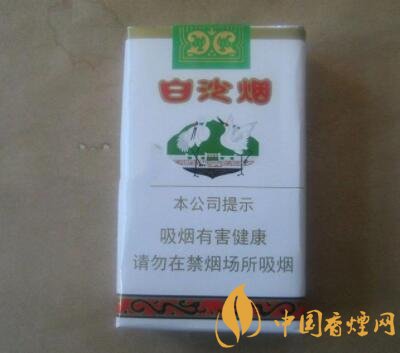 白沙烟
本公司提示
吸烟有害健康
请勿在禁烟场所吸烟
中国香烟网